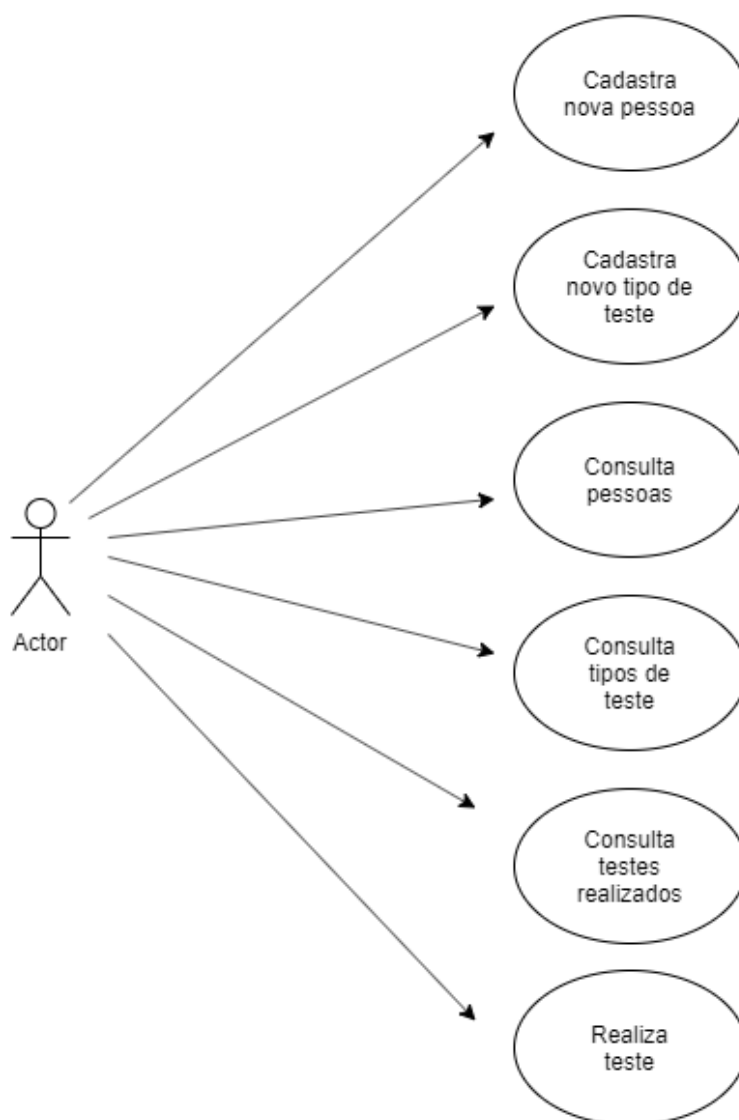 Cadastra
nova pessoa
Cadastra
novo tipo de
teste
Consulta
pessoas
Actor
Consulta
tipos de
teste
Consulta
testes
realizados
Realiza
teste